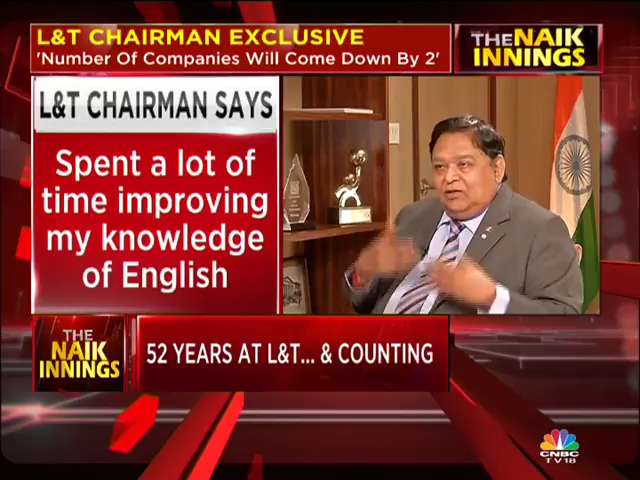 L&T CHAIRMAN EXCLUSIVE
'Number Of Companies Will Come Down By 2'
THE NAIK
INNINGS
L&T CHAIRMAN SAYS
Spent a lot of
time improving
my knowledge
of English
THE
NAIK
INNINGS
52 YEARS AT L&T... & COUNTING
CNBC
TV18